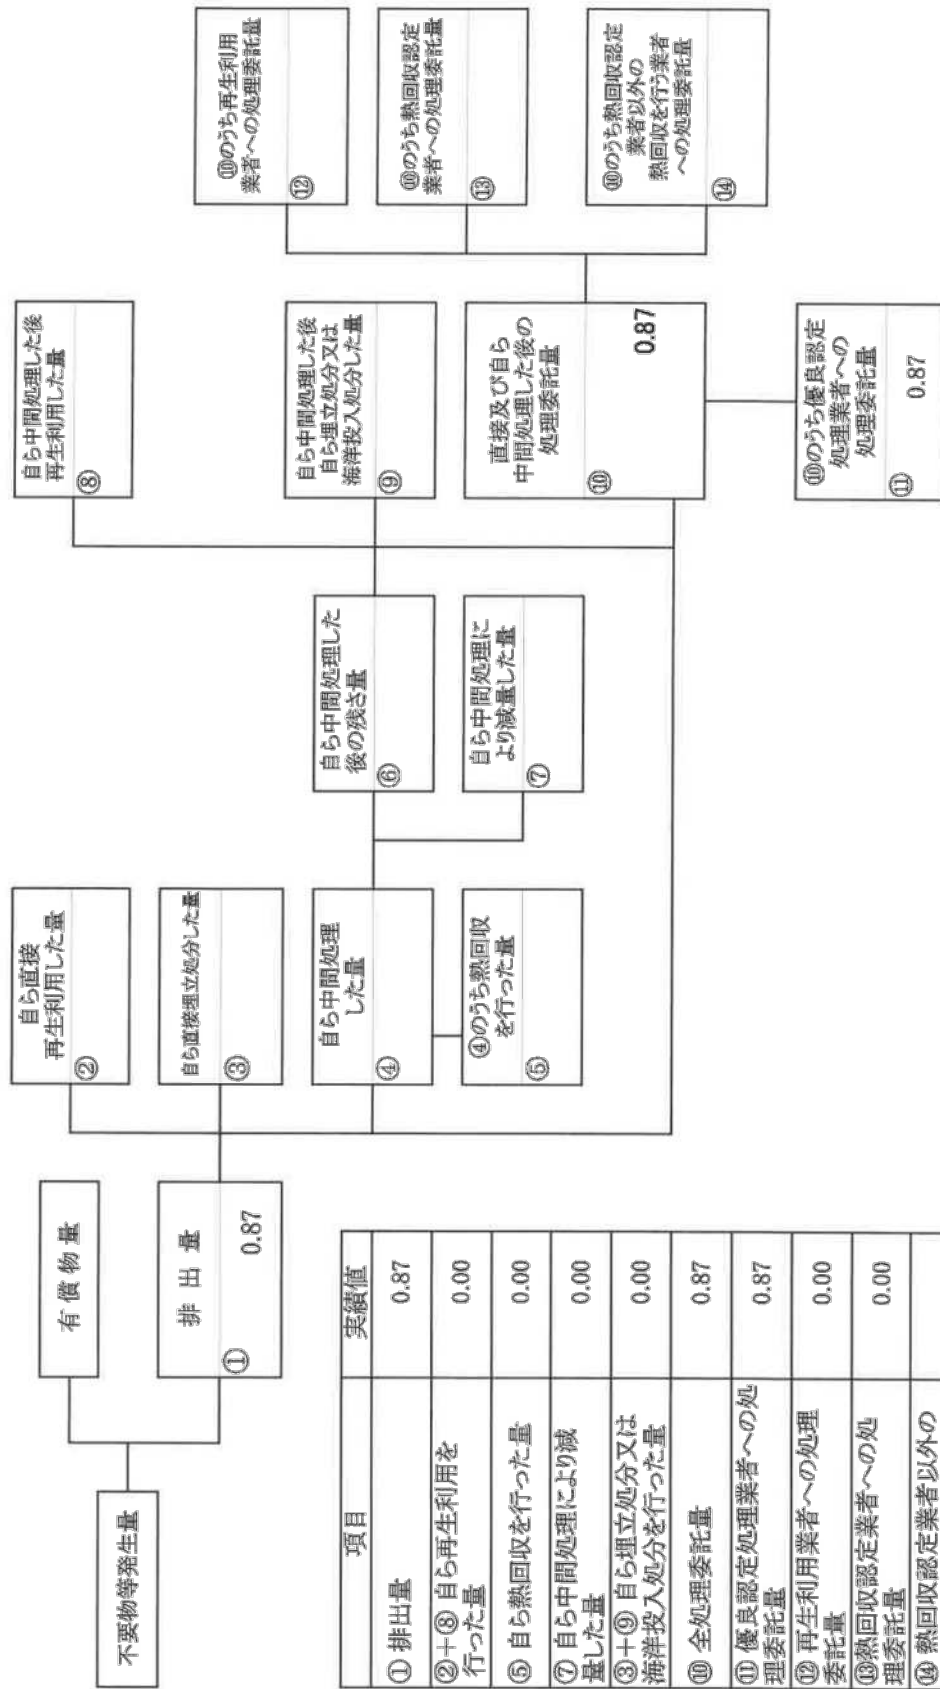 不要物等発生量
有償物量
排出量
①
0.87
自ら直接
再生利用した量
②
自ら直接埋立処分した量
③
自ら中間処理
した量
④
④のうち熱回収
を行った量
⑤
自ら中間処理した
後の残さ量
⑥
自ら中間処理に
より減量した量
⑦
自ら中間処理した後
再生利用した量
⑧
自ら中間処理した後
自ら埋立処分又は
海洋投入処分した量
⑨
直接及び自ら
中間処理した後の
処理委託量
⑩
0.87
⑩のうち優良認定
処理業者への
処理委託量
⑪
0.87
⑩のうち再生利用
業者への処理委託量
⑫
⑩のうち熱回収認定
業者への処理委託量
⑬
⑩のうち熱回収認定
業者以外の
熱回収を行う業者
への処理委託量
⑭
項目 実績値
① 排出量 0.87
②+⑧ 自ら再生利用を
行った量 0.00
⑤ 自ら熱回収を行った量 0.00
⑦ 自ら中間処理により減
量した量 0.00
③+⑨ 自ら埋立処分又は
海洋投入処分を行った量 0.00
⑩ 全処理委託量 0.87
⑪ 優良認定処理業者への処
理委託量 0.87
⑫ 再生利用業者への処理
委託量 0.00
⑬熱回収認定業者への処
理委託量 0.00
⑭ 熱回収認定業者以外の